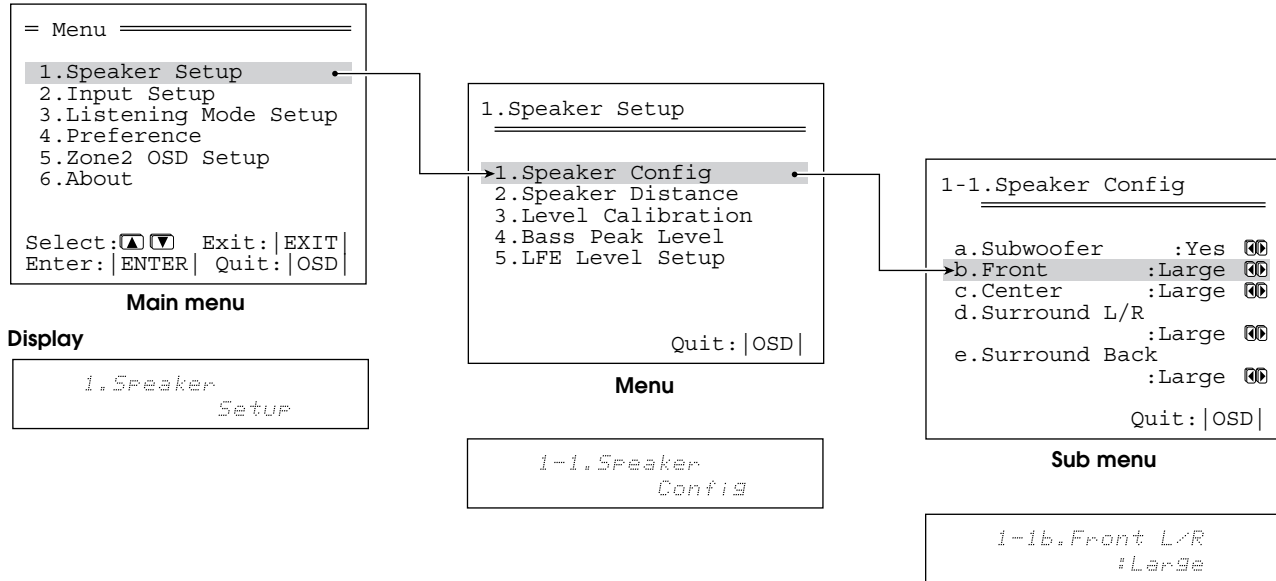 = Menu
1.Speaker Setup
2.Input Setup
3.Listening Mode Setup
4.Preference
5.Zone2 OSD Setup
6.About
Select:▲ ▼ Exit:|EXIT|
Enter:|ENTER| Quit:|OSD|
Main menu
Display
1.Speaker
Setup
1.Speaker Setup
1.Speaker Config
2.Speaker Distance
3.Level Calibration
4.Bass Peak Level
5.LFE Level Setup
Quit:|OSD|
Menu
1-1.Speaker
Config
1-1.Speaker Config
a.Subwoofer :Yes
b.Front :Large
c.Center :Large
d.Surround L/R
:Large
e.Surround Back
:Large
Quit:|OSD|
Sub menu
1-1b.Front L/R
:Large